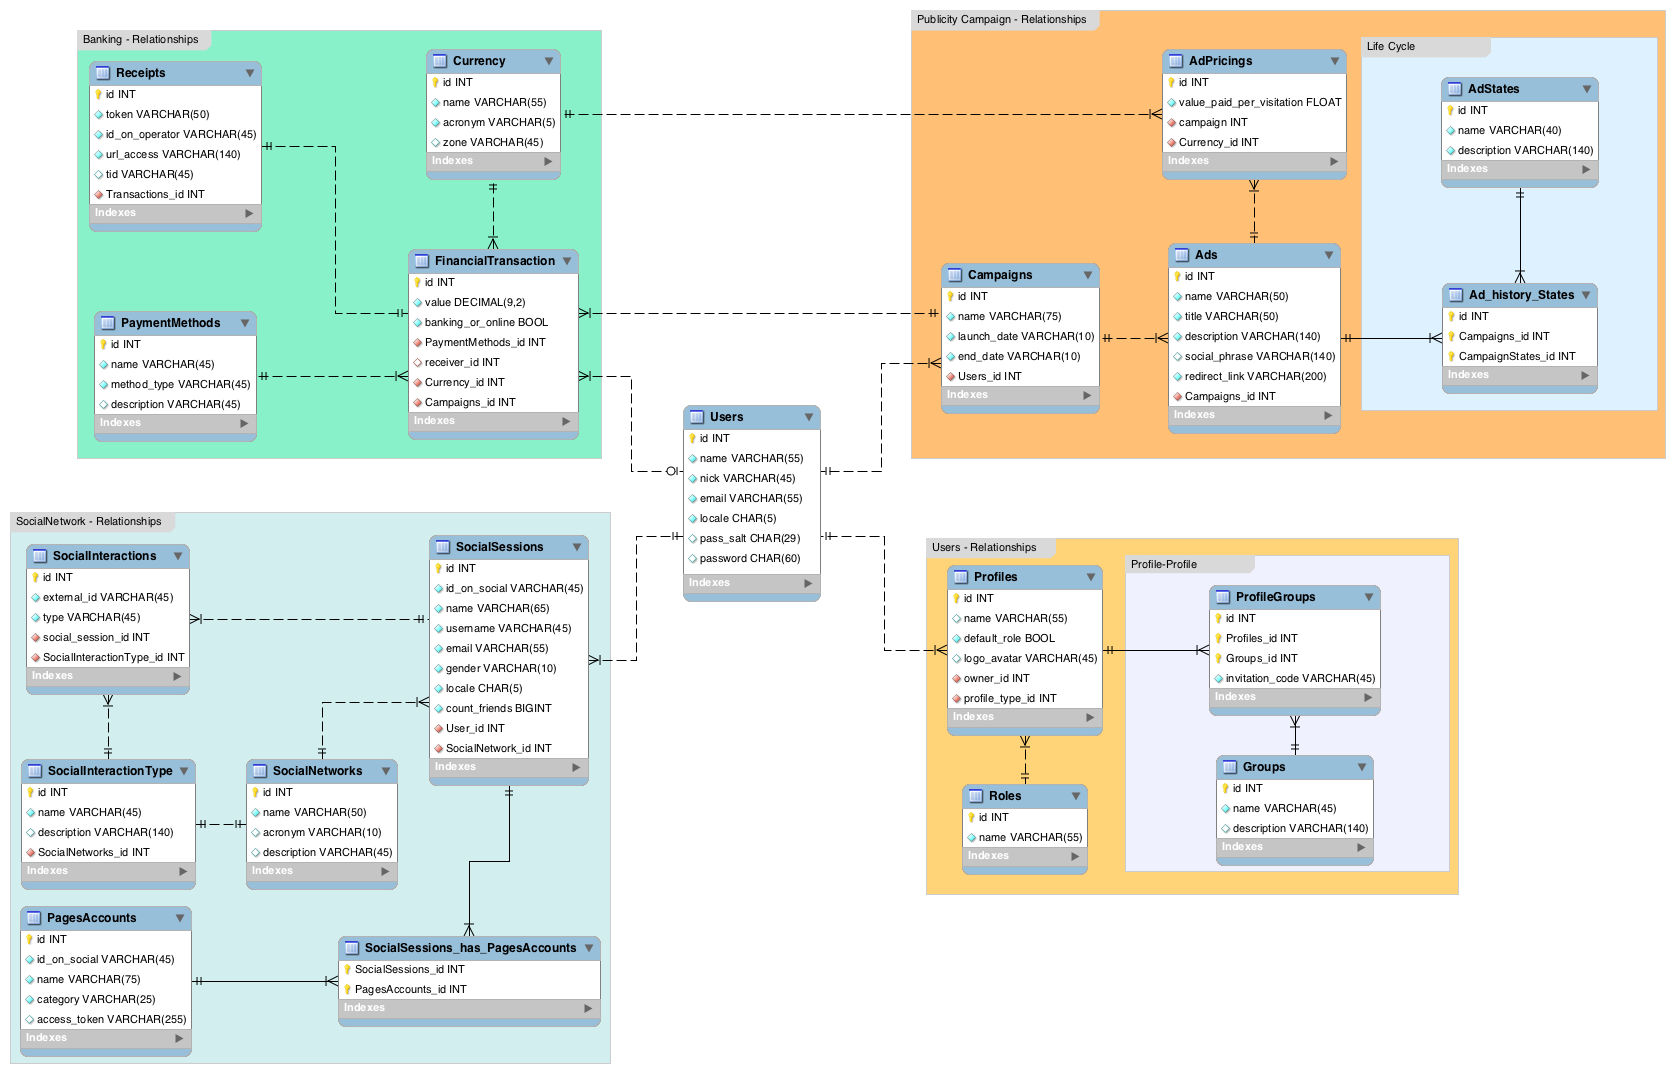 Banking - Relationships
Receipts
id INT
token VARCHAR(50)
id_on_operator VARCHAR(45)
url_access VARCHAR(140)
tid VARCHAR(45)
Transactions_id INT
Indexes
Currency
id INT
name VARCHAR(55)
acronym VARCHAR(5)
zone VARCHAR(45)
Indexes
FinancialTransaction
id INT
value DECIMAL(9,2)
banking_or_online BOOL
PaymentMethods_id INT
receiver_id INT
Currency_id INT
Campaigns_id INT
Indexes
PaymentMethods
id INT
name VARCHAR(45)
method_type VARCHAR(45)
description VARCHAR(45)
Indexes
Publicity Campaign - Relationships
AdPricings
id INT
value_paid_per_visitation FLOAT
campaign INT
Currency_id INT
Indexes
Life Cycle
AdStates
id INT
name VARCHAR(40)
description VARCHAR(140)
Indexes
Campaigns
id INT
name VARCHAR(75)
launch_date VARCHAR(10)
end_date VARCHAR(10)
Users_id INT
Indexes
Ads
id INT
name VARCHAR(50)
title VARCHAR(50)
description VARCHAR(140)
social_phrase VARCHAR(140)
redirect_link VARCHAR(200)
Campaigns_id INT
Indexes
Ad_history_States
id INT
Campaigns_id INT
CampaignStates_id INT
Indexes
Users
id INT
name VARCHAR(55)
nick VARCHAR(45)
email VARCHAR(55)
locale CHAR(5)
pass_salt CHAR(29)
password CHAR(60)
Indexes
SocialNetwork - Relationships
SocialInteractions
id INT
external_id VARCHAR(45)
type VARCHAR(45)
social_session_id INT
SocialInteractionType_id INT
Indexes
SocialSessions
id INT
id_on_social VARCHAR(45)
name VARCHAR(65)
username VARCHAR(45)
email VARCHAR(55)
gender VARCHAR(10)
locale CHAR(5)
count_friends BIGINT
User_id INT
SocialNetwork_id INT
Indexes
SocialInteractionType
id INT
name VARCHAR(45)
description VARCHAR(140)
SocialNetworks_id INT
Indexes
SocialNetworks
id INT
name VARCHAR(50)
acronym VARCHAR(10)
description VARCHAR(45)
Indexes
PagesAccounts
id INT
id_on_social VARCHAR(45)
name VARCHAR(75)
category VARCHAR(25)
access_token VARCHAR(255)
Indexes
SocialSessions_has_PagesAccounts
SocialSessions_id INT
PagesAccounts_id INT
Indexes
Users - Relationships
Profiles
id INT
name VARCHAR(55)
default_role BOOL
logo_avatar VARCHAR(45)
owner_id INT
profile_type_id INT
Indexes
Roles
id INT
name VARCHAR(55)
Indexes
Profile-Profile
ProfileGroups
id INT
Profiles_id INT
Groups_id INT
invitation_code VARCHAR(45)
Indexes
Groups
id INT
name VARCHAR(45)
description VARCHAR(140)
Indexes